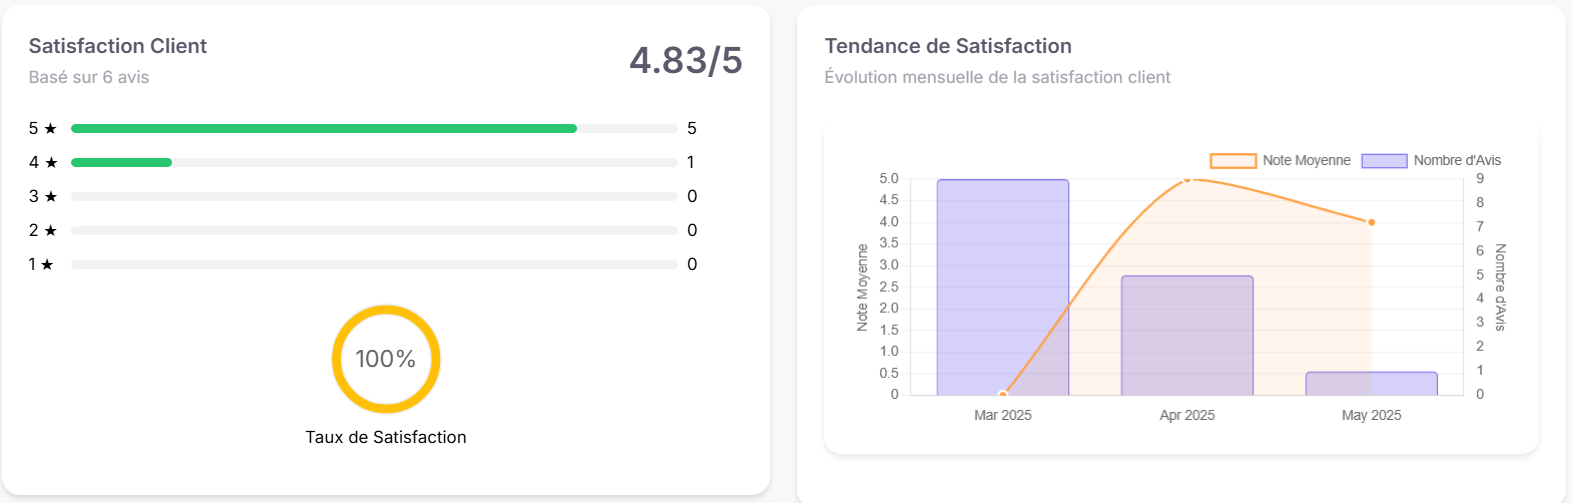 Satisfaction Client
Basé sur 6 avis
4.83/5
5 ★ 5
4 ★ 1
3 ★ 0
2 ★ 0
1 ★ 0
100%
Taux de Satisfaction
Tendance de Satisfaction
Évolution mensuelle de la satisfaction client
Note Moyenne Nombre d'Avis
Note Moyenne
5.0
4.5
4.0
3.5
3.0
2.5
2.0
1.5
1.0
0.5
0
9
8
7
6
5
4
3
2
1
0
Nombre d'Avis
Mar 2025 Apr 2025 May 2025